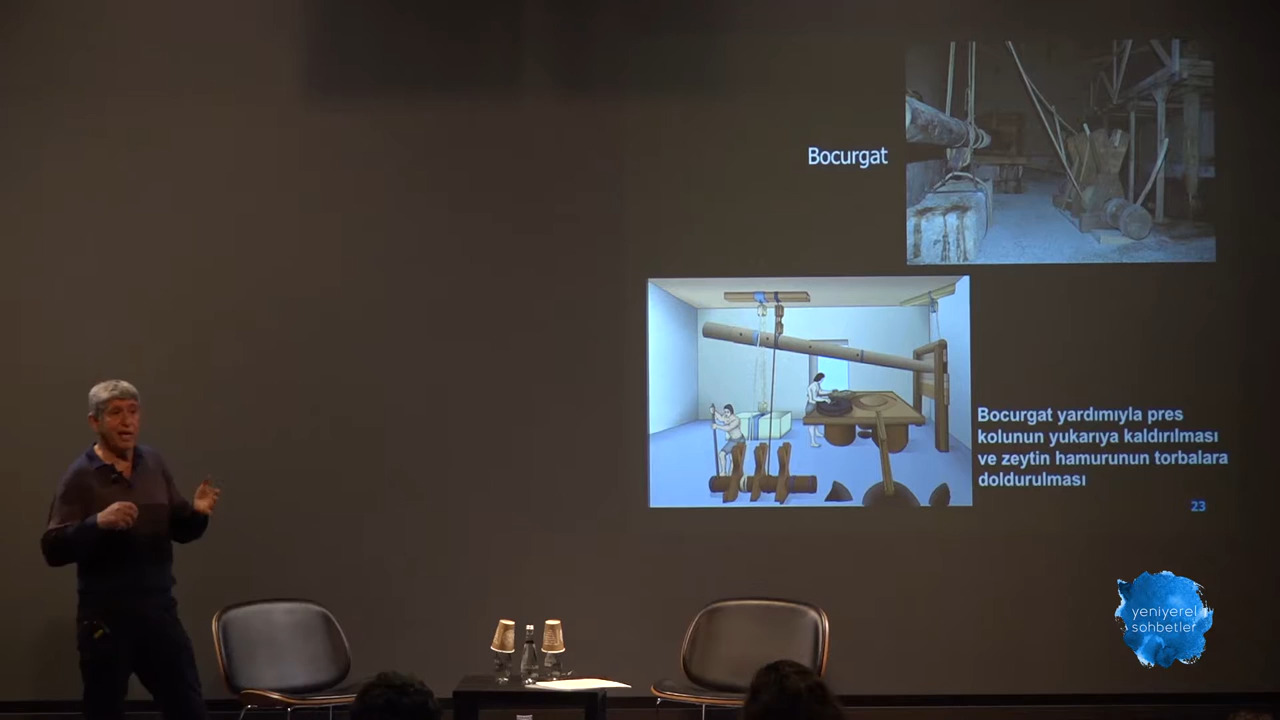 Bocurgat
Bocurgat yardımıyla pres
kolunun yukarıya kaldırılması
ve zeytin hamurunun torbalara
doldurulması
23
yeniyerel
sohbetler